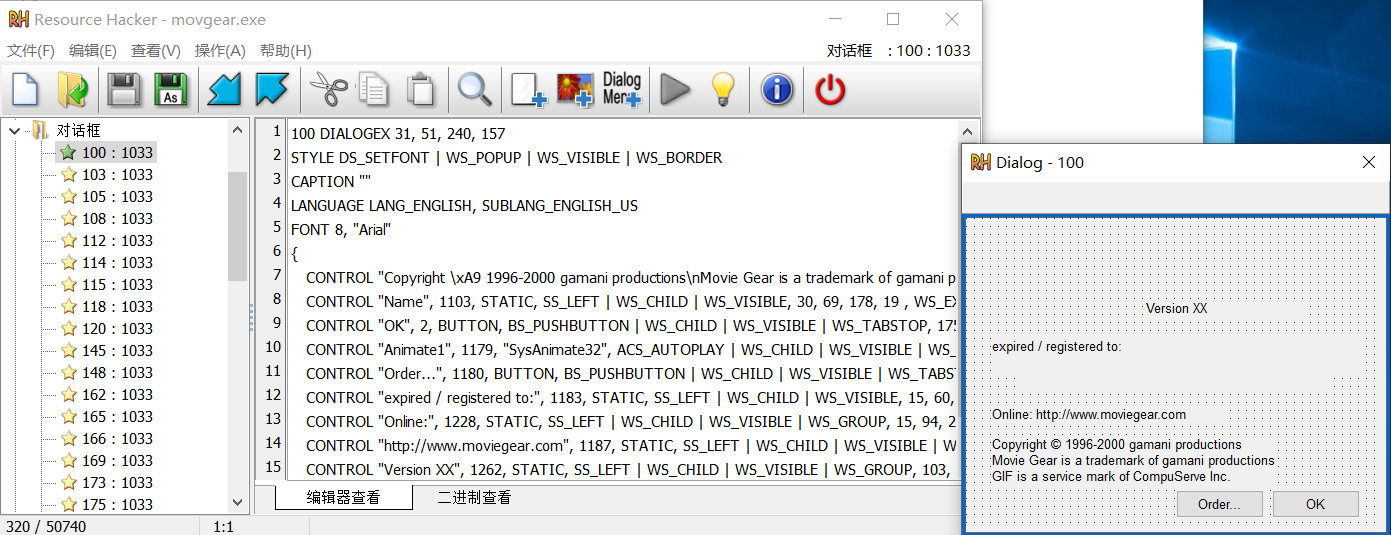 Resource Hacker - movgear.exe
文件(F) 编辑(E) 查看(V) 操作(A) 帮助(H) 对话框 : 100 : 1033
As
Dialog
Menu
对话框
100 : 1033
103 : 1033
105 : 1033
108 : 1033
112 : 1033
114 : 1033
115 : 1033
118 : 1033
120 : 1033
145 : 1033
148 : 1033
162 : 1033
165 : 1033
166 : 1033
169 : 1033
173 : 1033
175 : 1033
1 100 DIALOGEX 31, 51, 240, 157
2 STYLE DS_SETFONT | WS_POPUP | WS_VISIBLE | WS_BORDER
3 CAPTION ""
4 LANGUAGE LANG_ENGLISH, SUBLANG_ENGLISH_US
5 FONT 8, "Arial"
6 {
7 CONTROL "Copyright \xA9 1996-2000 gamani productions\nMovie Gear is a trademark of gamani p
8 CONTROL "Name", 1103, STATIC, SS_LEFT | WS_CHILD | WS_VISIBLE, 30, 69, 178, 19 , WS_EX
9 CONTROL "OK", 2, BUTTON, BS_PUSHBUTTON | WS_CHILD | WS_VISIBLE | WS_TABSTOP, 175
10 CONTROL "Animate1", 1179, "SysAnimate32", ACS_AUTOPLAY | WS_CHILD | WS_VISIBLE | WS_
11 CONTROL "Order...", 1180, BUTTON, BS_PUSHBUTTON | WS_CHILD | WS_VISIBLE | WS_TABST
12 CONTROL "expired / registered to:", 1183, STATIC, SS_LEFT | WS_CHILD | WS_VISIBLE, 15, 60,
13 CONTROL "Online:", 1228, STATIC, SS_LEFT | WS_CHILD | WS_VISIBLE | WS_GROUP, 15, 94, 2
14 CONTROL "http://www.moviegear.com", 1187, STATIC, SS_LEFT | WS_CHILD | WS_VISIBLE | W
15 CONTROL "Version XX", 1262, STATIC, SS_LEFT | WS_CHILD | WS_VISIBLE | WS_GROUP, 103,
编辑器查看 二进制查看
320 / 50740 1:1
Dialog - 100
Version XX
expired / registered to:
Online: http://www.moviegear.com
Copyright © 1996-2000 gamani productions
Movie Gear is a trademark of gamani productions
GIF is a service mark of CompuServe Inc.
Order... OK